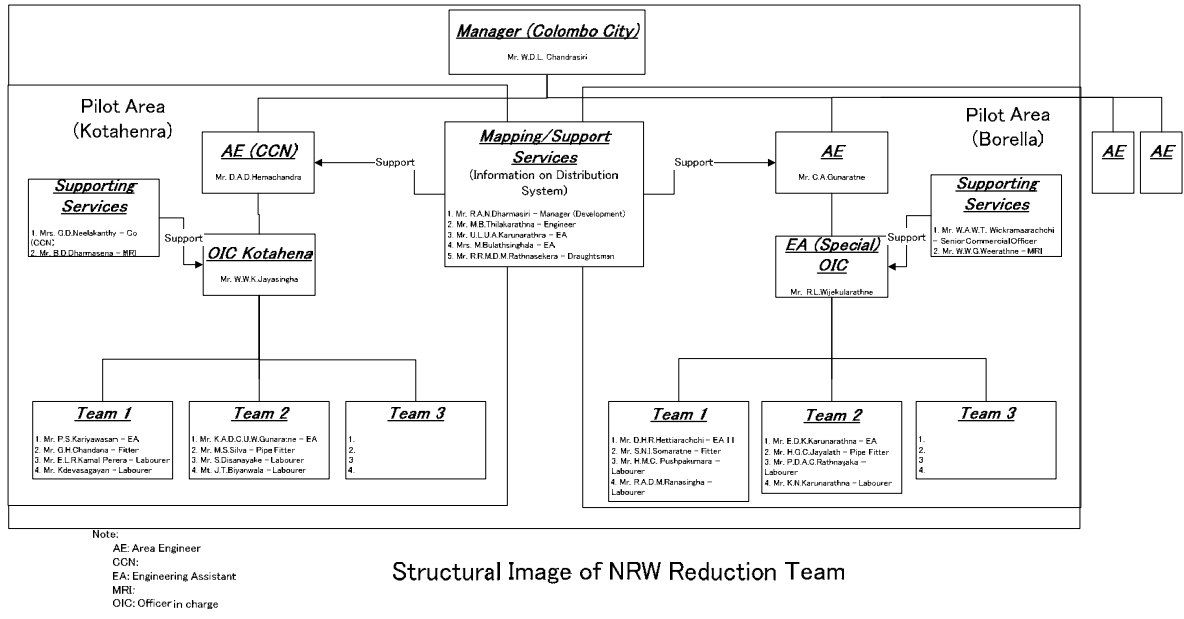 Manager (Colombo City)
Mr. W.D.L. Chandrasiri
Pilot Area
(Kotahenra)
AE (CCN)
Mr. D.A.D.Hemachandra
Support
Mapping/Support
Services
(Information on Distribution
System)
1. Mr. R.A.N.Dharmasiri - Manager (Development)
2. Mr. M.B.Thilakarathna - Engineer
3. Mr. U.L.U.A.Karunarathra - EA
4. Mrs. M.Bulathsinghala - EA
5. Mr. R.R.M.D.M.Rathnasekera - Draughtsman
Support
AE
Mr. C.A.Gunaratne
Pilot Area
(Borella)
AE
AE
Supporting
Services
1. Mrs. G.D.Neelakanthy - Co
(CCN)
2. Mr. B.D.Dharmasena - MRI
Support
OIC Kotahena
Mr. W.W.K.Jayasingha
EA (Special)
OIC
Mr. R.L.Wijekularathne
Support
Supporting
Services
1. Mr. W.A.W.T. Wickramaarachchi
- Senior Commercial Officer
2. Mr. W.W.G.Weerathne - MRI
Team 1
1. Mr. P.S.Kariyawasam - EA
2. Mr. G.H.Chandana - Fitter
3. Mr. E.L.R.Kamal Perera - Labourer
4. Mr. Kdevasagayan - Labourer
Team 2
1. Mr. K.A.D.C.U.W.Gunaratne - EA
2. Mr. M.S.Silva - Pipe Fitter
3. Mr. S.Disanayake - Labourer
4. Mt. J.T.Biyanwala - Labourer
Team 3
1.
2.
3
4.
Team 1
1. Mr. D.H.R.Hettiarachchi - EA II
2. Mr. S.N.I.Somaratne - Fitter
3. Mr. H.M.C. Pushpakumara -
Labourer
4. Mr. R.A.D.M.Ranasingha -
Labourer
Team 2
1. Mr. E.D.K.Karunarathna - EA
2. Mr. H.G.C.Jayalath - Pipe Fitter
3. Mr. P.D.A.C.Rathnayaka -
Labourer
4. Mr. K.N.Karunarathna - Labourer
Team 3
1.
2.
3
4.
Note:
AE: Area Engineer
CCN:
EA: Engineering Assistant
MRI:
OIC: Officer in charge
Structural Image of NRW Reduction Team